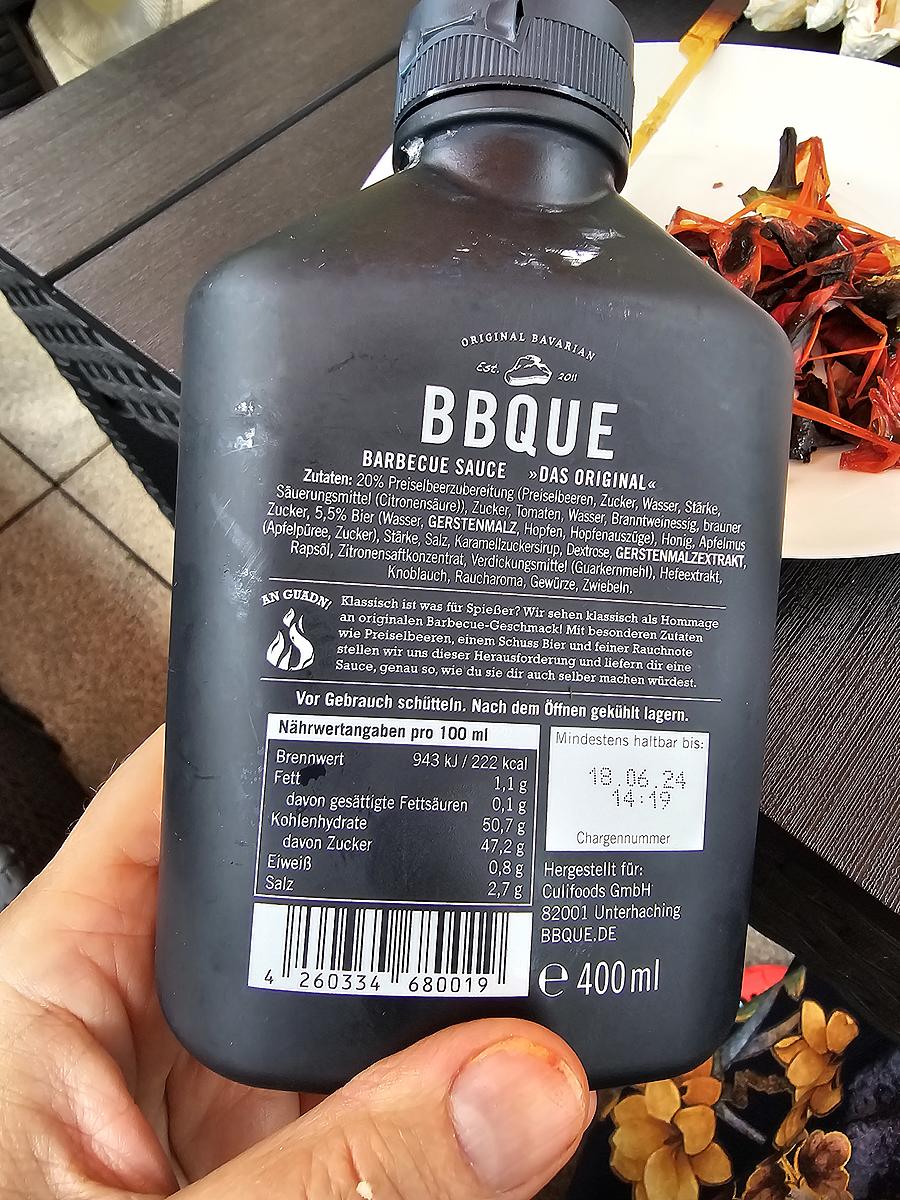 ORIGINAL BAVARIAN
Est. 2011
BBQUE
BARBECUE SAUCE »DAS ORIGINAL«
Zutaten: 20% Preiselbeerzubereitung (Preiselbeeren, Zucker, Wasser, Stärke,
Säuerungsmittel (Citronensäure)), Zucker, Tomaten, Wasser, Branntweinessig, brauner
Zucker, 5,5% Bier (Wasser, GERSTENMALZ, Hopfen, Hopfenauszüge), Honig, Apfelmus
(Apfelpüree, Zucker), Stärke, Salz, Karamellzuckersirup, Dextrose, GERSTENMALZEXTRAKT,
Rapsöl, Zitronensaftkonzentrat, Verdickungsmittel (Guarkernmehl), Hefeextrakt,
Knoblauch, Raucharoma, Gewürze, Zwiebeln.
AN GUADN!
Klassisch ist was für Spießer? Wir sehen klassisch als Hommage
an originalen Barbecue-Geschmack! Mit besonderen Zutaten
wie Preiselbeeren, einem Schuss Bier und feiner Rauchnote
stellen wir uns dieser Herausforderung und liefern dir eine
Sauce, genau so, wie du sie dir auch selber machen würdest.
Vor Gebrauch schütteln. Nach dem Öffnen gekühlt lagern.
Nährwertangaben pro 100 ml
Brennwert 943 kJ / 222 kcal
Fett 1,1 g
davon gesättigte Fettsäuren 0,1 g
Kohlenhydrate 50,7 g
davon Zucker 47,2 g
Eiweiß 0,8 g
Salz 2,7 g
Mindestens haltbar bis:
18.06.24
14:19
Chargennummer
Hergestellt für:
Culifoods GmbH
82001 Unterhaching
BBQUE.DE
4 260334 680019
e 400 ml